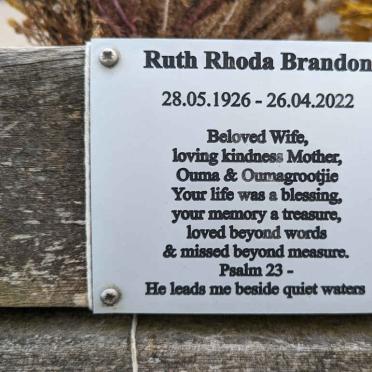 Ruth Rhoda Brandon
28.05.1926 - 26.04.2022
Beloved Wife,
loving kindness Mother,
Ouma & Oumagrootjie
Your life was a blessing,
your memory a treasure,
loved beyond words
& missed beyond measure.
Psalm 23 -
He leads me beside quiet waters